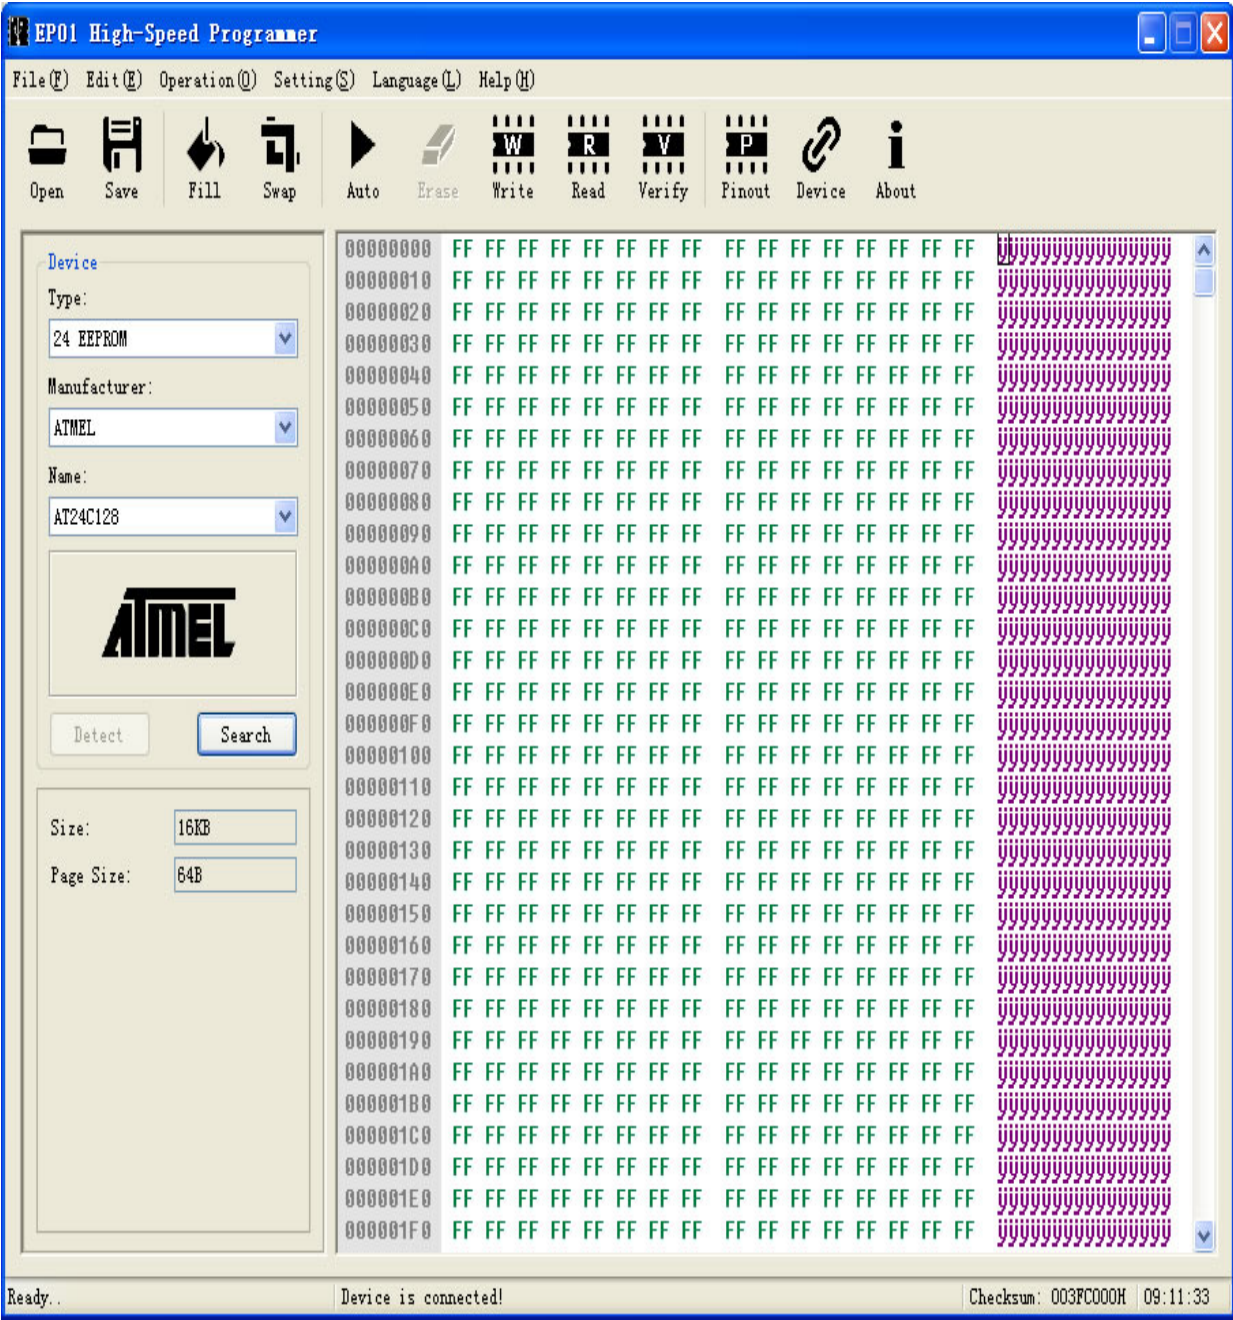 EP01 High-Speed Programmer
File(F) Edit(E) Operation(O) Setting(S) Language(L) Help(H)
W R V P
Open Save Fill Swap Auto Erase Write Read Verify Pinout Device About
Device
Type:
24 EEPROM
Manufacturer:
ATMEL
Name:
AT24C128
ATMEL
Detect Search
Size: 16KB
Page Size: 64B
00000000 FF FF FF FF FF FF FF FF FF FF FF FF FF FF FF FF ÿÿÿÿÿÿÿÿÿÿÿÿÿÿÿÿ
00000010 FF FF FF FF FF FF FF FF FF FF FF FF FF FF FF FF ÿÿÿÿÿÿÿÿÿÿÿÿÿÿÿÿ
00000020 FF FF FF FF FF FF FF FF FF FF FF FF FF FF FF FF ÿÿÿÿÿÿÿÿÿÿÿÿÿÿÿÿ
00000030 FF FF FF FF FF FF FF FF FF FF FF FF FF FF FF FF ÿÿÿÿÿÿÿÿÿÿÿÿÿÿÿÿ
00000040 FF FF FF FF FF FF FF FF FF FF FF FF FF FF FF FF ÿÿÿÿÿÿÿÿÿÿÿÿÿÿÿÿ
00000050 FF FF FF FF FF FF FF FF FF FF FF FF FF FF FF FF ÿÿÿÿÿÿÿÿÿÿÿÿÿÿÿÿ
00000060 FF FF FF FF FF FF FF FF FF FF FF FF FF FF FF FF ÿÿÿÿÿÿÿÿÿÿÿÿÿÿÿÿ
00000070 FF FF FF FF FF FF FF FF FF FF FF FF FF FF FF FF ÿÿÿÿÿÿÿÿÿÿÿÿÿÿÿÿ
00000080 FF FF FF FF FF FF FF FF FF FF FF FF FF FF FF FF ÿÿÿÿÿÿÿÿÿÿÿÿÿÿÿÿ
00000090 FF FF FF FF FF FF FF FF FF FF FF FF FF FF FF FF ÿÿÿÿÿÿÿÿÿÿÿÿÿÿÿÿ
000000A0 FF FF FF FF FF FF FF FF FF FF FF FF FF FF FF FF ÿÿÿÿÿÿÿÿÿÿÿÿÿÿÿÿ
000000B0 FF FF FF FF FF FF FF FF FF FF FF FF FF FF FF FF ÿÿÿÿÿÿÿÿÿÿÿÿÿÿÿÿ
000000C0 FF FF FF FF FF FF FF FF FF FF FF FF FF FF FF FF ÿÿÿÿÿÿÿÿÿÿÿÿÿÿÿÿ
000000D0 FF FF FF FF FF FF FF FF FF FF FF FF FF FF FF FF ÿÿÿÿÿÿÿÿÿÿÿÿÿÿÿÿ
000000E0 FF FF FF FF FF FF FF FF FF FF FF FF FF FF FF FF ÿÿÿÿÿÿÿÿÿÿÿÿÿÿÿÿ
000000F0 FF FF FF FF FF FF FF FF FF FF FF FF FF FF FF FF ÿÿÿÿÿÿÿÿÿÿÿÿÿÿÿÿ
00000100 FF FF FF FF FF FF FF FF FF FF FF FF FF FF FF FF ÿÿÿÿÿÿÿÿÿÿÿÿÿÿÿÿ
00000110 FF FF FF FF FF FF FF FF FF FF FF FF FF FF FF FF ÿÿÿÿÿÿÿÿÿÿÿÿÿÿÿÿ
00000120 FF FF FF FF FF FF FF FF FF FF FF FF FF FF FF FF ÿÿÿÿÿÿÿÿÿÿÿÿÿÿÿÿ
00000130 FF FF FF FF FF FF FF FF FF FF FF FF FF FF FF FF ÿÿÿÿÿÿÿÿÿÿÿÿÿÿÿÿ
00000140 FF FF FF FF FF FF FF FF FF FF FF FF FF FF FF FF ÿÿÿÿÿÿÿÿÿÿÿÿÿÿÿÿ
00000150 FF FF FF FF FF FF FF FF FF FF FF FF FF FF FF FF ÿÿÿÿÿÿÿÿÿÿÿÿÿÿÿÿ
00000160 FF FF FF FF FF FF FF FF FF FF FF FF FF FF FF FF ÿÿÿÿÿÿÿÿÿÿÿÿÿÿÿÿ
00000170 FF FF FF FF FF FF FF FF FF FF FF FF FF FF FF FF ÿÿÿÿÿÿÿÿÿÿÿÿÿÿÿÿ
00000180 FF FF FF FF FF FF FF FF FF FF FF FF FF FF FF FF ÿÿÿÿÿÿÿÿÿÿÿÿÿÿÿÿ
00000190 FF FF FF FF FF FF FF FF FF FF FF FF FF FF FF FF ÿÿÿÿÿÿÿÿÿÿÿÿÿÿÿÿ
000001A0 FF FF FF FF FF FF FF FF FF FF FF FF FF FF FF FF ÿÿÿÿÿÿÿÿÿÿÿÿÿÿÿÿ
000001B0 FF FF FF FF FF FF FF FF FF FF FF FF FF FF FF FF ÿÿÿÿÿÿÿÿÿÿÿÿÿÿÿÿ
000001C0 FF FF FF FF FF FF FF FF FF FF FF FF FF FF FF FF ÿÿÿÿÿÿÿÿÿÿÿÿÿÿÿÿ
000001D0 FF FF FF FF FF FF FF FF FF FF FF FF FF FF FF FF ÿÿÿÿÿÿÿÿÿÿÿÿÿÿÿÿ
000001E0 FF FF FF FF FF FF FF FF FF FF FF FF FF FF FF FF ÿÿÿÿÿÿÿÿÿÿÿÿÿÿÿÿ
000001F0 FF FF FF FF FF FF FF FF FF FF FF FF FF FF FF FF ÿÿÿÿÿÿÿÿÿÿÿÿÿÿÿÿ
Ready.. Device is connected! Checksum: 003FC000H 09:11:33